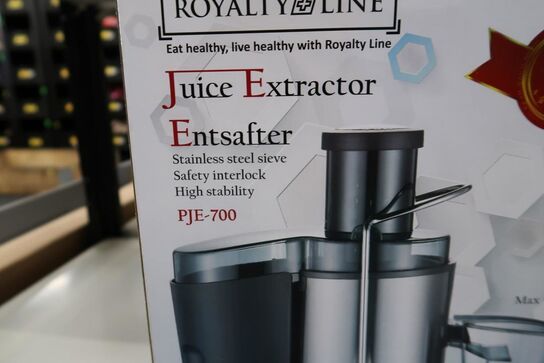 ROYALTY LINE
Eat healthy, live healthy with Royalty Line
Juice Extractor
Entsafter
Stainless steel sieve
Safety interlock
High stability
PJE-700
Max